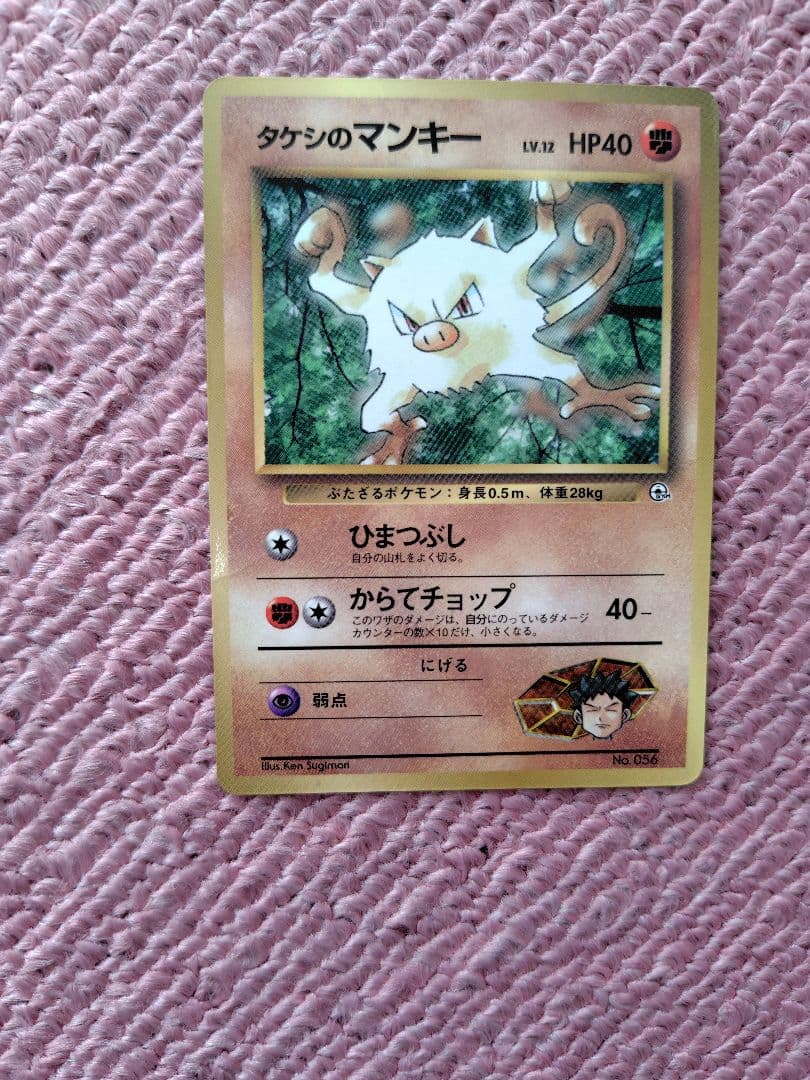 タケシのマンキー LV.12 HP40
ぶたざるポケモン：身長0.5m、体重28kg
ひまつぶし
自分の山札をよく切る。
からてチョップ 40−
このワザのダメージは、自分にのっているダメージ
カウンターの数×10だけ、小さくなる。
にげる
弱点
Illus. Ken Sugimori No. 056